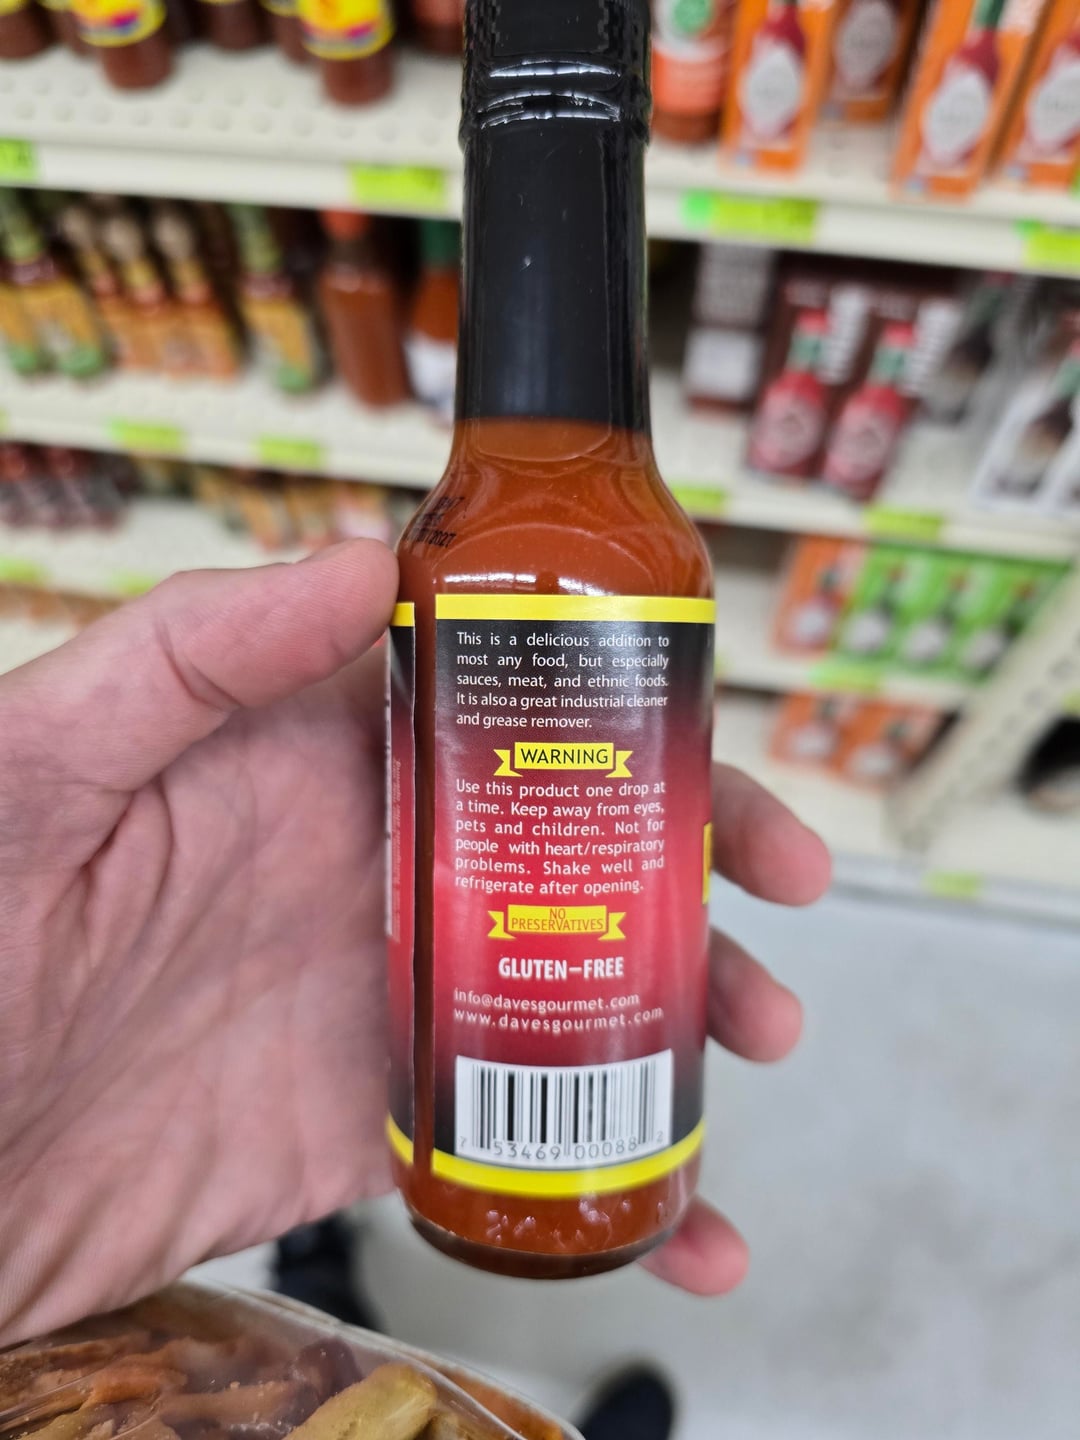 2027
This is a delicious addition to
most any food, but especially
sauces, meat, and ethnic foods.
It is also a great industrial cleaner
and grease remover.
WARNING
Use this product one drop at
a time. Keep away from eyes,
pets and children. Not for
people with heart/respiratory
problems. Shake well and
refrigerate after opening.
NO
PRESERVATIVES
GLUTEN-FREE
info@davesgourmet.com
www.davesgourmet.com
7 53469 00088 2